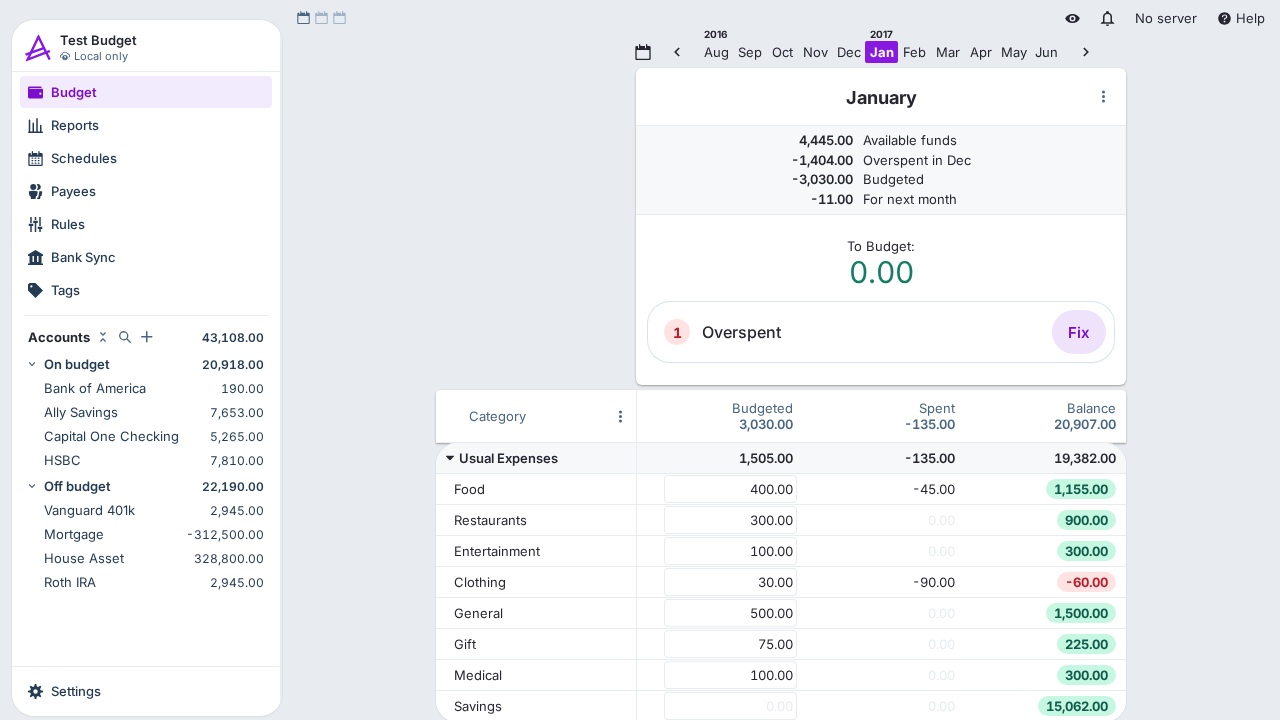 No server
Help
Test Budget
Local only
Budget
Reports
Schedules
Payees
Rules
Bank Sync
Tags
Accounts 43,108.00
On budget 20,918.00
Bank of America 190.00
Ally Savings 7,653.00
Capital One Checking 5,265.00
HSBC 7,810.00
Off budget 22,190.00
Vanguard 401k 2,945.00
Mortgage -312,500.00
House Asset 328,800.00
Roth IRA 2,945.00
Settings
2016 2017
Aug Sep Oct Nov Dec Jan Feb Mar Apr May Jun
January
4,445.00 Available funds
-1,404.00 Overspent in Dec
-3,030.00 Budgeted
-11.00 For next month
To Budget:
0.00
1 Overspent Fix
Category Budgeted Spent Balance
3,030.00 -135.00 20,907.00
Usual Expenses 1,505.00 -135.00 19,382.00
Food 400.00 -45.00 1,155.00
Restaurants 300.00 0.00 900.00
Entertainment 100.00 0.00 300.00
Clothing 30.00 -90.00 -60.00
General 500.00 0.00 1,500.00
Gift 75.00 0.00 225.00
Medical 100.00 0.00 300.00
Savings 0.00 0.00 15,062.00